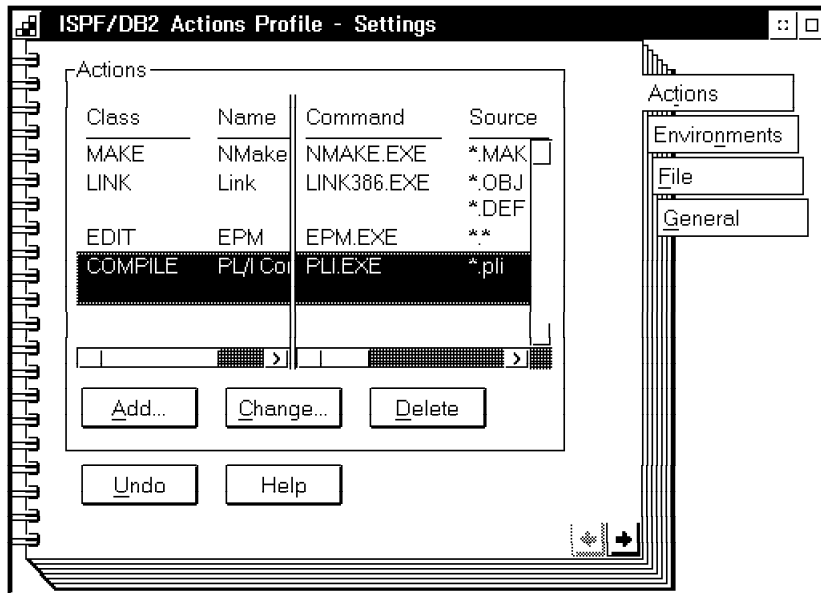 ISPF/DB2 Actions Profile - Settings
Actions
Class Name Command Source
MAKE NMake NMAKE.EXE *.MAK
LINK Link LINK386.EXE *.OBJ
*.DEF
EDIT EPM EPM.EXE *.*
COMPILE PL/I Con PLI.EXE *.pli
Add... Change... Delete
Undo Help
Actions
Environments
File
General